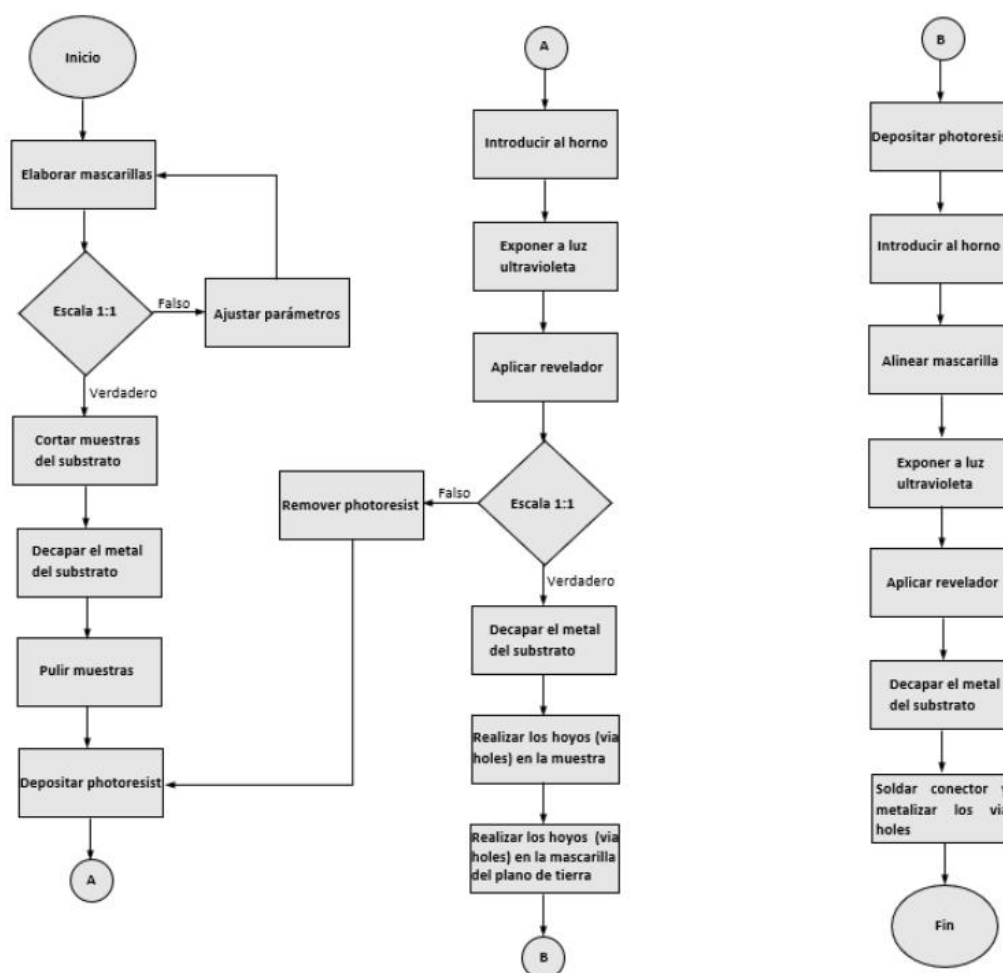 Inicio
Elaborar mascarillas
Escala 1:1
Falso
Ajustar parámetros
Verdadero
Cortar muestras
del substrato
Decapar el metal
del substrato
Pulir muestras
Depositar photoresist
A
A
Introducir al horno
Exponer a luz
ultravioleta
Aplicar revelador
Escala 1:1
Falso
Remover photoresist
Verdadero
Decapar el metal
del substrato
Realizar los hoyos (via
holes) en la muestra
Realizar los hoyos (via
holes) en la mascarilla
del plano de tierra
B
B
Depositar photoresis
Introducir al horno
Alinear mascarilla
Exponer a luz
ultravioleta
Aplicar revelador
Decapar el metal
del substrato
Soldar conector
metalizar los via
holes
Fin